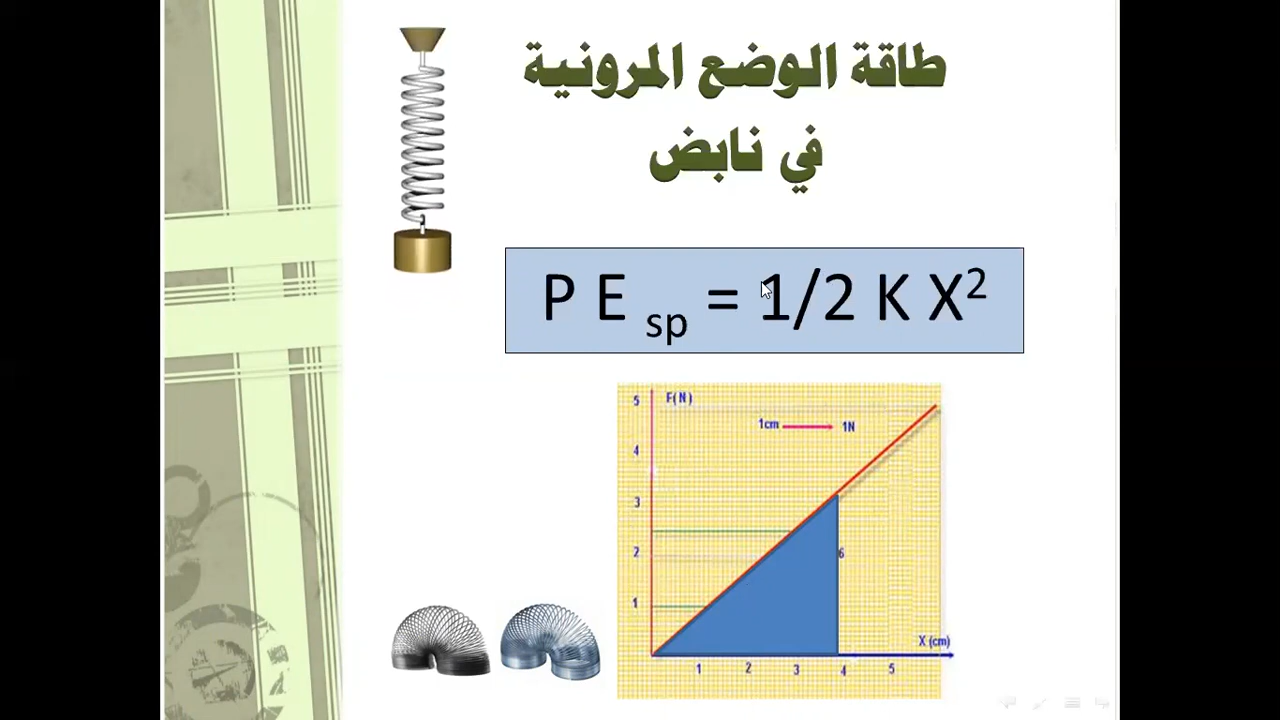 طاقة الوضع المرونية
في نابض
P E sp = 1/2 K X²
F(N)
5
1cm 1N
4
3
2
6
1
X (cm)
1 2 3 4 5